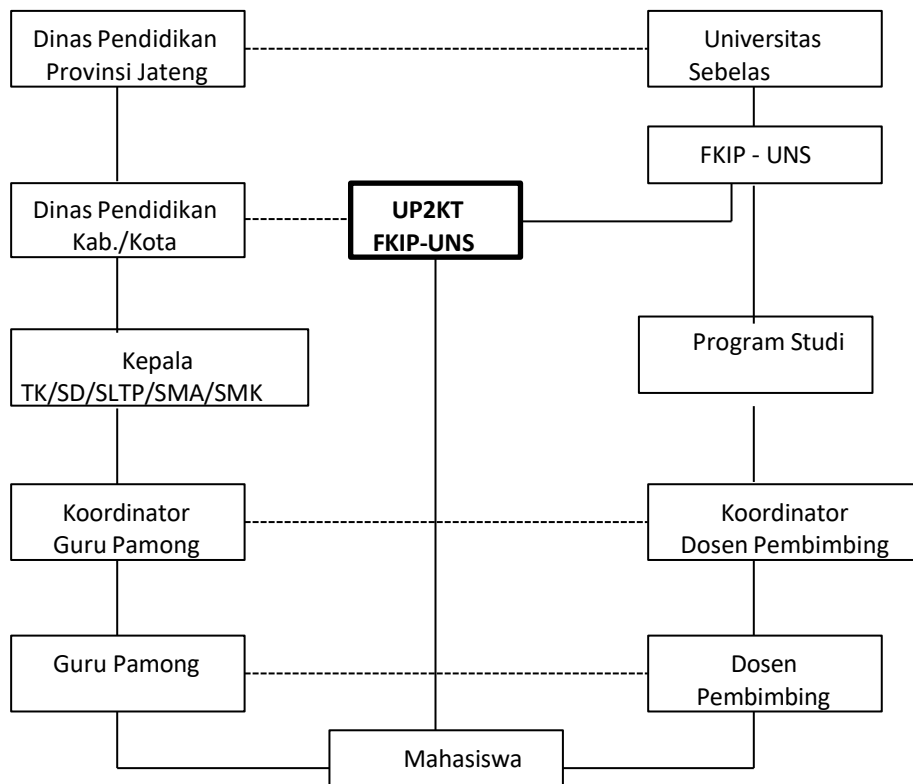 Dinas Pendidikan
Provinsi Jateng
Universitas
Sebelas
FKIP - UNS
Dinas Pendidikan
Kab./Kota
UP2KT
FKIP-UNS
Kepala
TK/SD/SLTP/SMA/SMK
Program Studi
Koordinator
Guru Pamong
Koordinator
Dosen Pembimbing
Guru Pamong
Dosen
Pembimbing
Mahasiswa